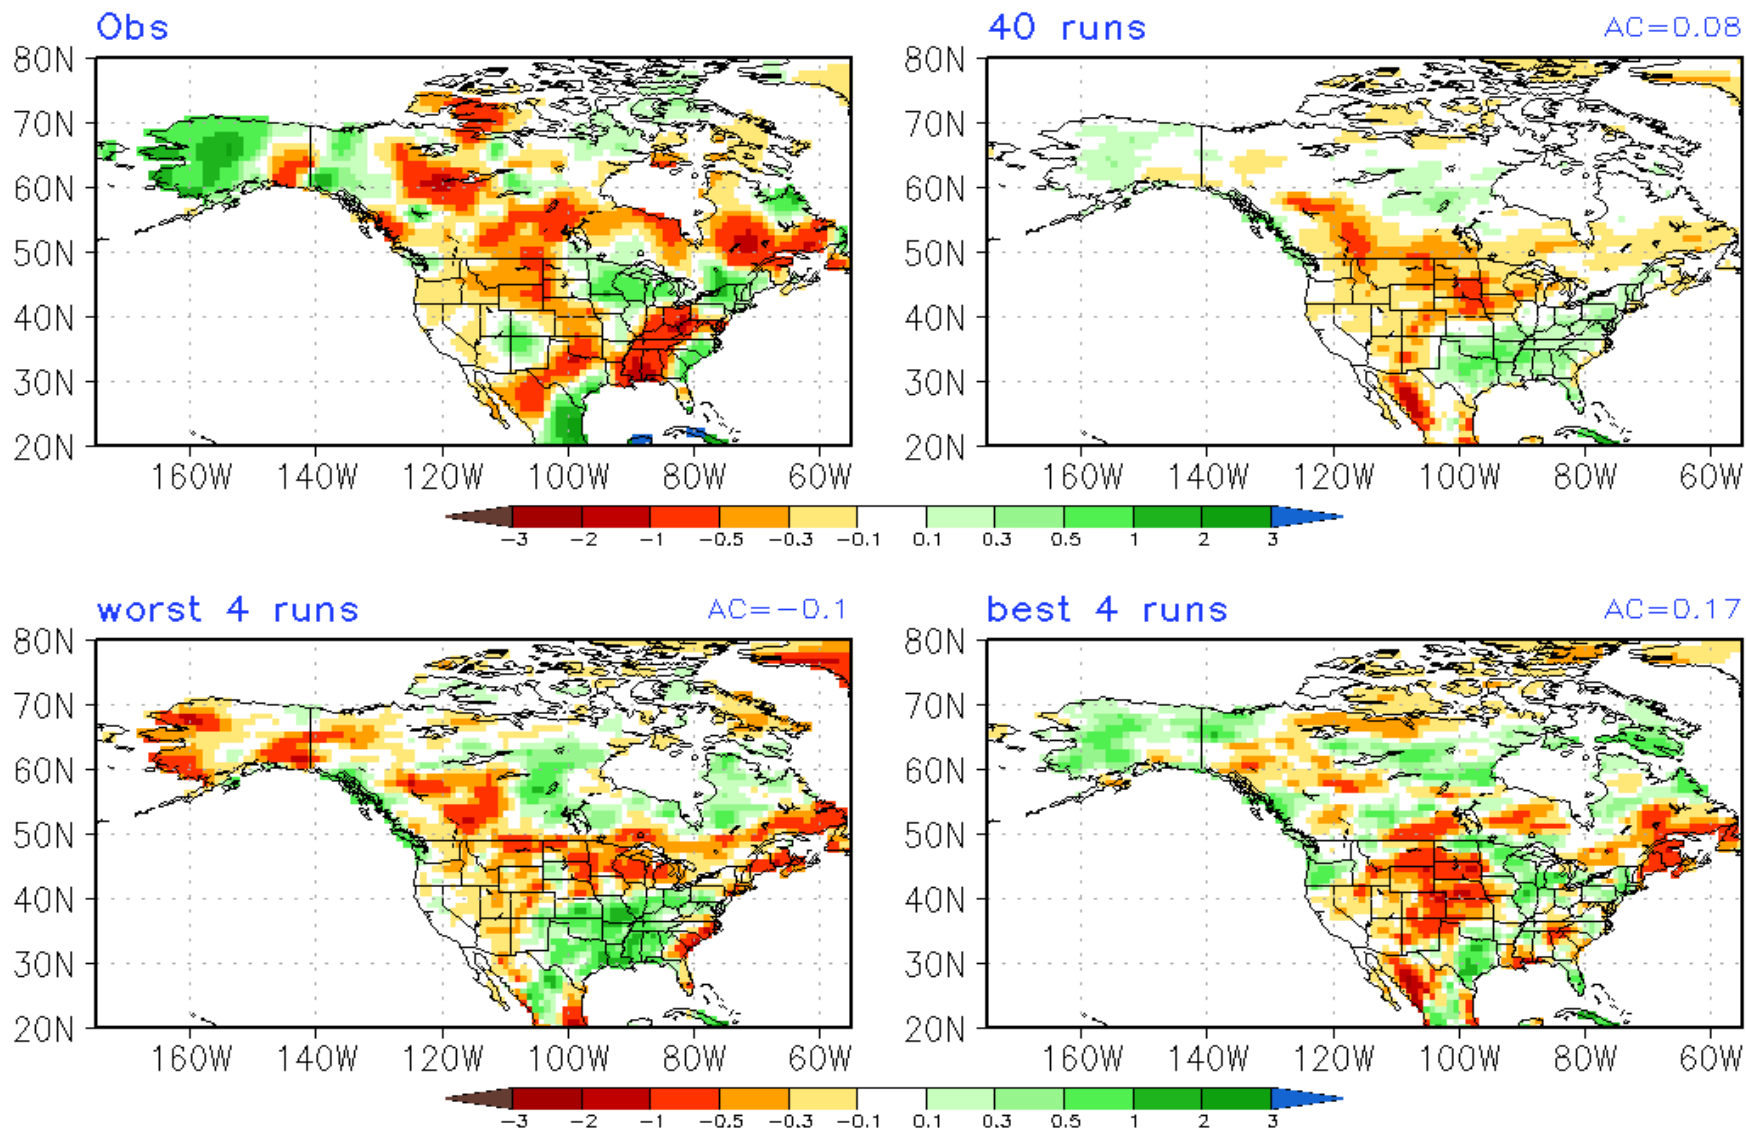 Obs
40 runs AC=0.08
80N
70N
60N
50N
40N
30N
20N
160W 140W 120W 100W 80W 60W
80N
70N
60N
50N
40N
30N
20N
160W 140W 120W 100W 80W 60W
-3 -2 -1 -0.5 -0.3 -0.1 0.1 0.3 0.5 1 2 3
worst 4 runs AC=-0.1
best 4 runs AC=0.17
80N
70N
60N
50N
40N
30N
20N
160W 140W 120W 100W 80W 60W
80N
70N
60N
50N
40N
30N
20N
160W 140W 120W 100W 80W 60W
-3 -2 -1 -0.5 -0.3 -0.1 0.1 0.3 0.5 1 2 3